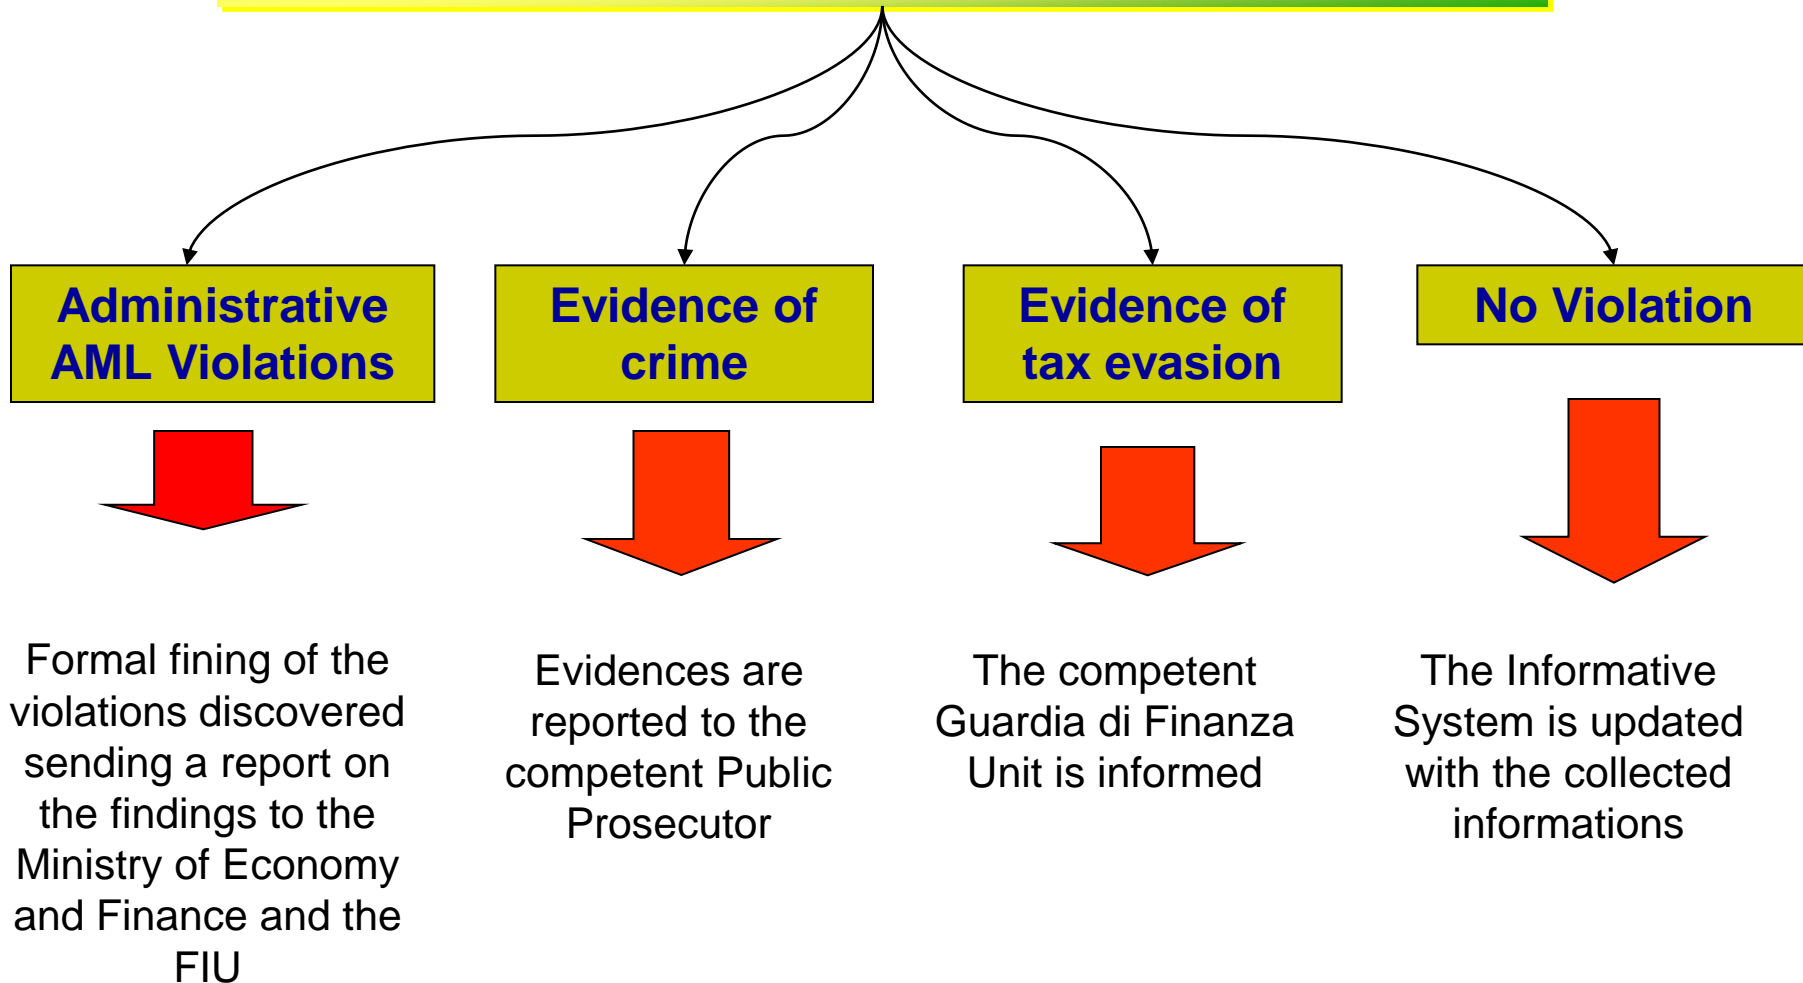 Administrative
AML Violations
Evidence of
crime
Evidence of
tax evasion
No Violation
Formal fining of the
violations discovered
sending a report on
the findings to the
Ministry of Economy
and Finance and the
FIU
Evidences are
reported to the
competent Public
Prosecutor
The competent
Guardia di Finanza
Unit is informed
The Informative
System is updated
with the collected
informations